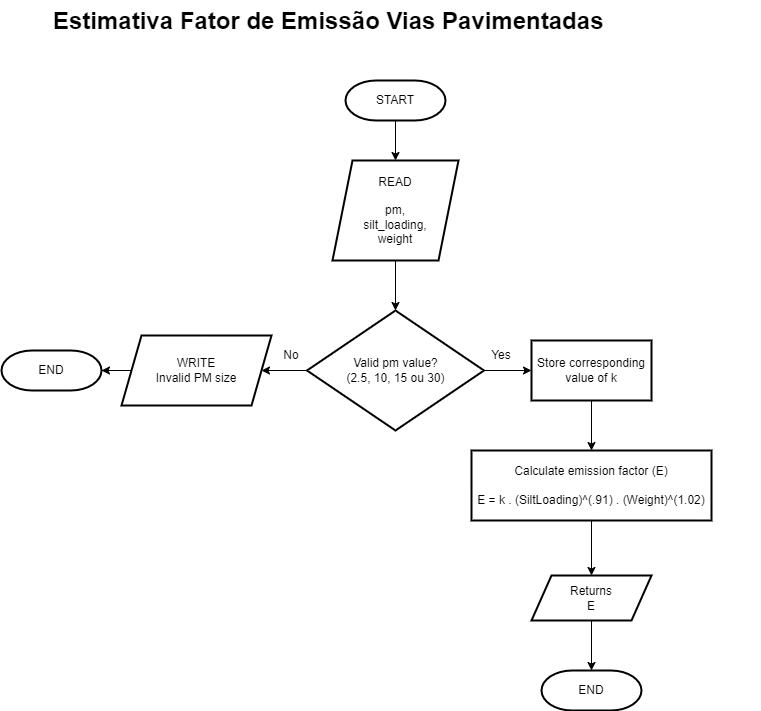 Estimativa Fator de Emissão Vias Pavimentadas
START
READ
pm,
silt_loading,
weight
Valid pm value?
(2.5, 10, 15 ou 30)
No
Yes
WRITE
Invalid PM size
END
Store corresponding
value of k
Calculate emission factor (E)
E = k . (SiltLoading)^(.91) . (Weight)^(1.02)
Returns
E
END